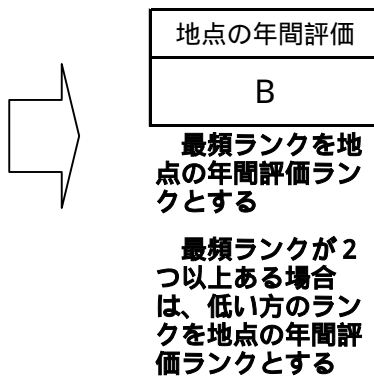 地点の年間評価
B
最頻ランクを地
点の年間評価ラン
クとする
最頻ランクが２
つ以上ある場合
は、低い方のラン
クを地点の年間評
価ランクとする